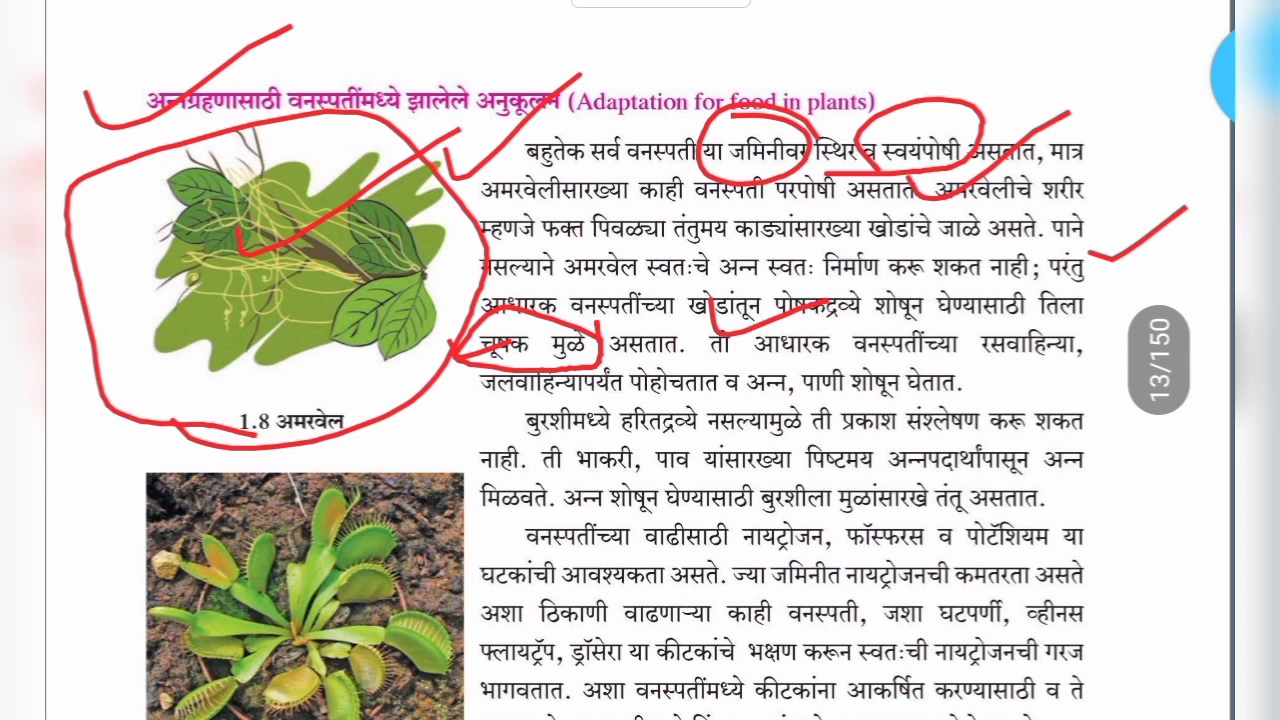 अन्नग्रहणासाठी वनस्पतींमध्ये झालेले अनुकूलन (Adaptation for food in plants)
बहुतेक सर्व वनस्पती या जमिनीवर स्थिर व स्वयंपोषी असतात, मात्र
अमरवेलीसारख्या काही वनस्पती परपोषी असतात. अमरवेलीचे शरीर
म्हणजे फक्त पिवळ्या तंतुमय काड्यांसारख्या खोडांचे जाळे असते. पाने
नसल्याने अमरवेल स्वतःचे अन्न स्वतः निर्माण करू शकत नाही; परंतु
आधारक वनस्पतींच्या खोडांतून पोषकद्रव्ये शोषून घेण्यासाठी तिला
चूषक मुळे असतात. ती आधारक वनस्पतींच्या रसवाहिन्या,
जलवाहिन्यांपर्यंत पोहोचतात व अन्न, पाणी शोषून घेतात.
1.8 अमरवेल
बुरशीमध्ये हरितद्रव्ये नसल्यामुळे ती प्रकाश संश्लेषण करू शकत
नाही. ती भाकरी, पाव यांसारख्या पिष्टमय अन्नपदार्थांपासून अन्न
मिळवते. अन्न शोषून घेण्यासाठी बुरशीला मुळांसारखे तंतू असतात.
वनस्पतींच्या वाढीसाठी नायट्रोजन, फॉस्फरस व पोटॅशियम या
घटकांची आवश्यकता असते. ज्या जमिनीत नायट्रोजनची कमतरता असते
अशा ठिकाणी वाढणाऱ्या काही वनस्पती, जशा घटपर्णी, व्हीनस
फ्लायट्रॅप, ड्रॉसेरा या कीटकांचे भक्षण करून स्वतःची नायट्रोजनची गरज
भागवतात. अशा वनस्पतींमध्ये कीटकांना आकर्षित करण्यासाठी व ते
13/150